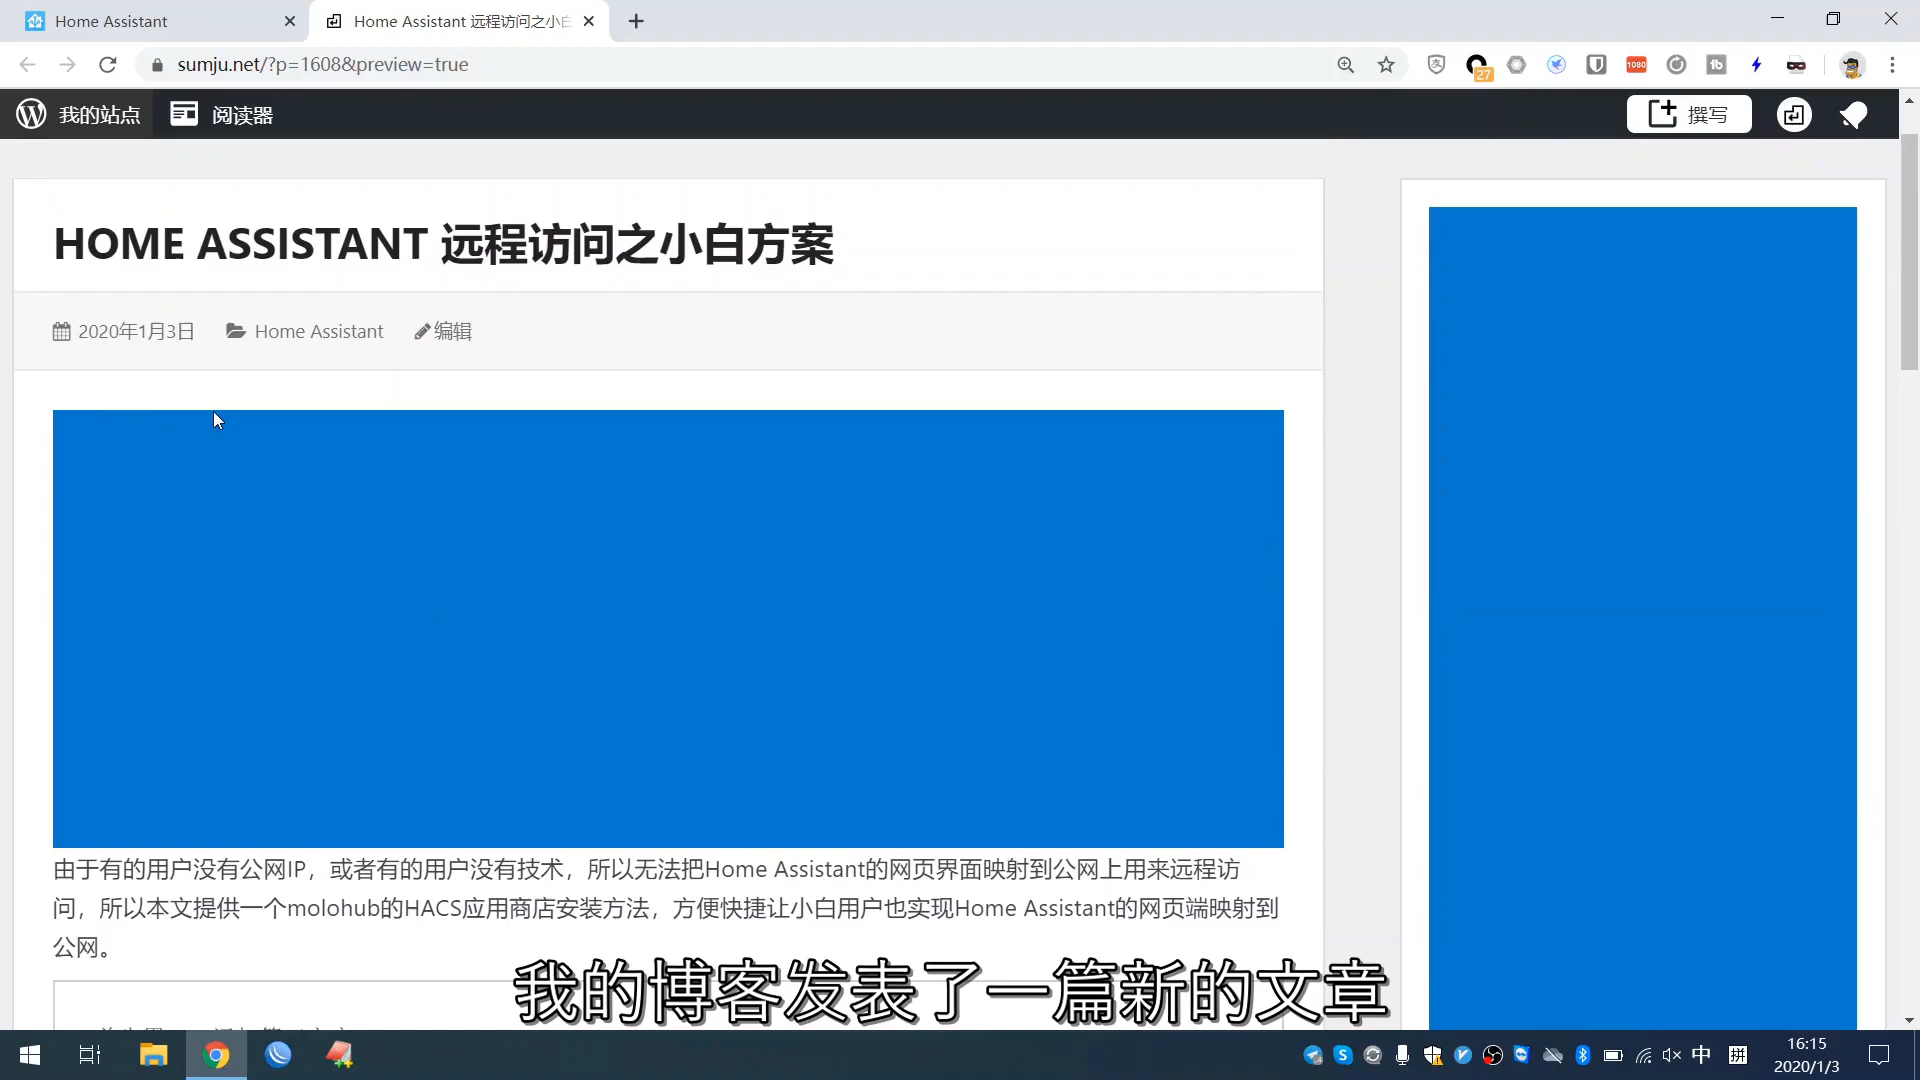 Home Assistant
Home Assistant 远程访问之小白
sumju.net/?p=1608&preview=true
27
1080
我的站点
阅读器
撰写
HOME ASSISTANT 远程访问之小白方案
2020年1月3日
Home Assistant
编辑
由于有的用户没有公网IP，或者有的用户没有技术，所以无法把Home Assistant的网页界面映射到公网上用来远程访
问，所以本文提供一个molohub的HACS应用商店安装方法，方便快捷让小白用户也实现Home Assistant的网页端映射到
公网。
我的博客发表了一篇新的文章
中
拼
16:15
2020/1/3